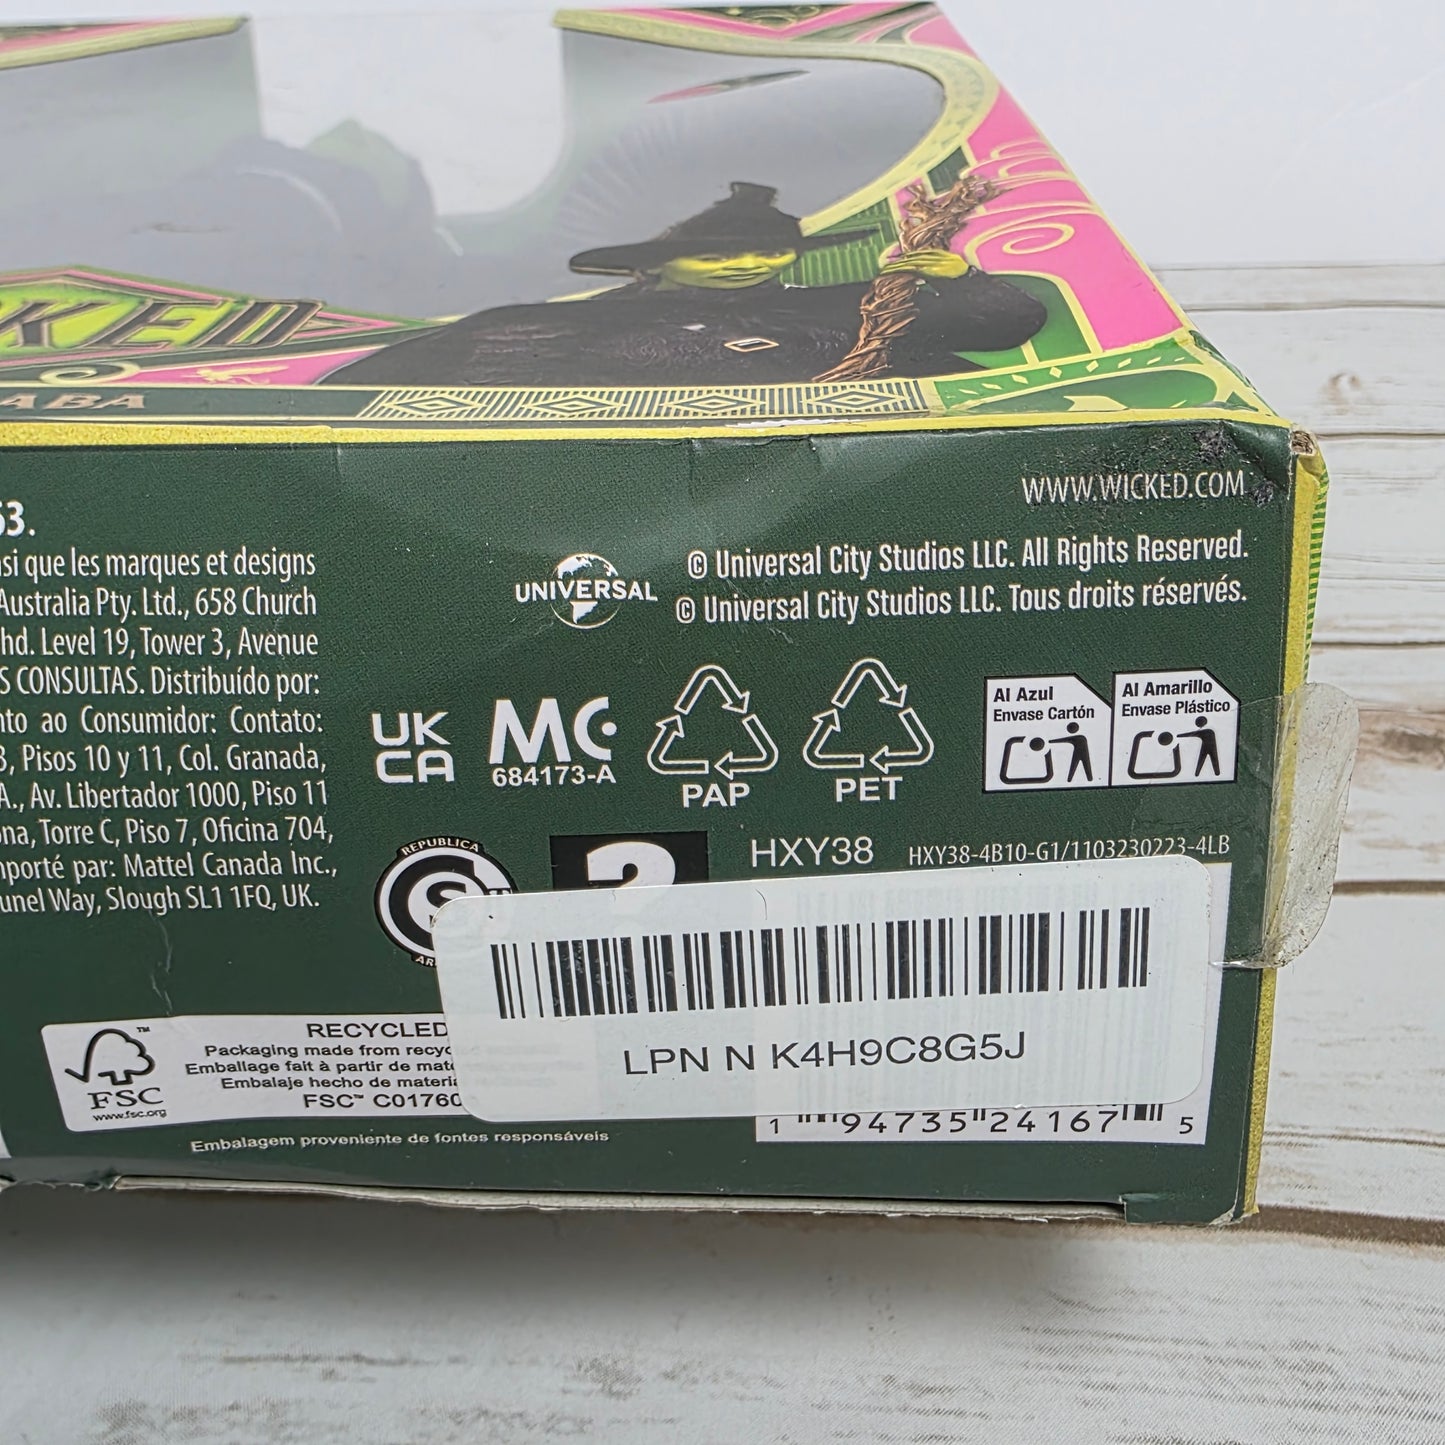 KED
ABA
WWW.WICKED.COM
63.
si que les marques et designs
Australia Pty. Ltd., 658 Church
hd. Level 19, Tower 3, Avenue
S CONSULTAS. Distribuído por:
nto ao Consumidor: Contato:
3, Pisos 10 y 11, Col. Granada,
A., Av. Libertador 1000, Piso 11
ona, Torre C, Piso 7, Oficina 704,
mporté par: Mattel Canada Inc.,
unel Way, Slough SL1 1FQ, UK.
UNIVERSAL
© Universal City Studios LLC. All Rights Reserved.
© Universal City Studios LLC. Tous droits réservés.
UK
CA
MC
684173-A
PAP
PET
Al Azul
Envase Cartón
Al Amarillo
Envase Plástico
REPUBLICA
HXY38
HXY38-4B10-G1/1103230223-4LB
LPN N K4H9C8G5J
1 94735 24167 5
FSC™
www.fsc.org
RECYCLED
Packaging made from recyc
Emballage fait à partir de mat
Embalaje hecho de materi
FSC™ C01760
Embalagem proveniente de fontes responsáveis